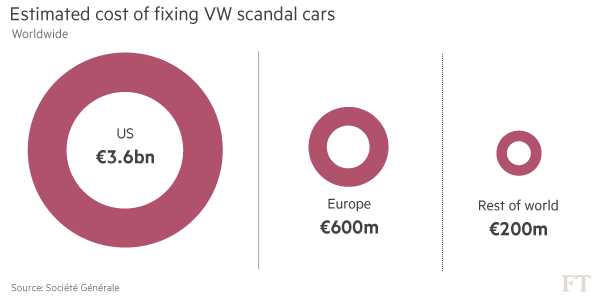 Estimated cost of fixing VW scandal cars
Worldwide
US
€3.6bn
Europe
€600m
Rest of world
€200m
Source: Société Générale
FT